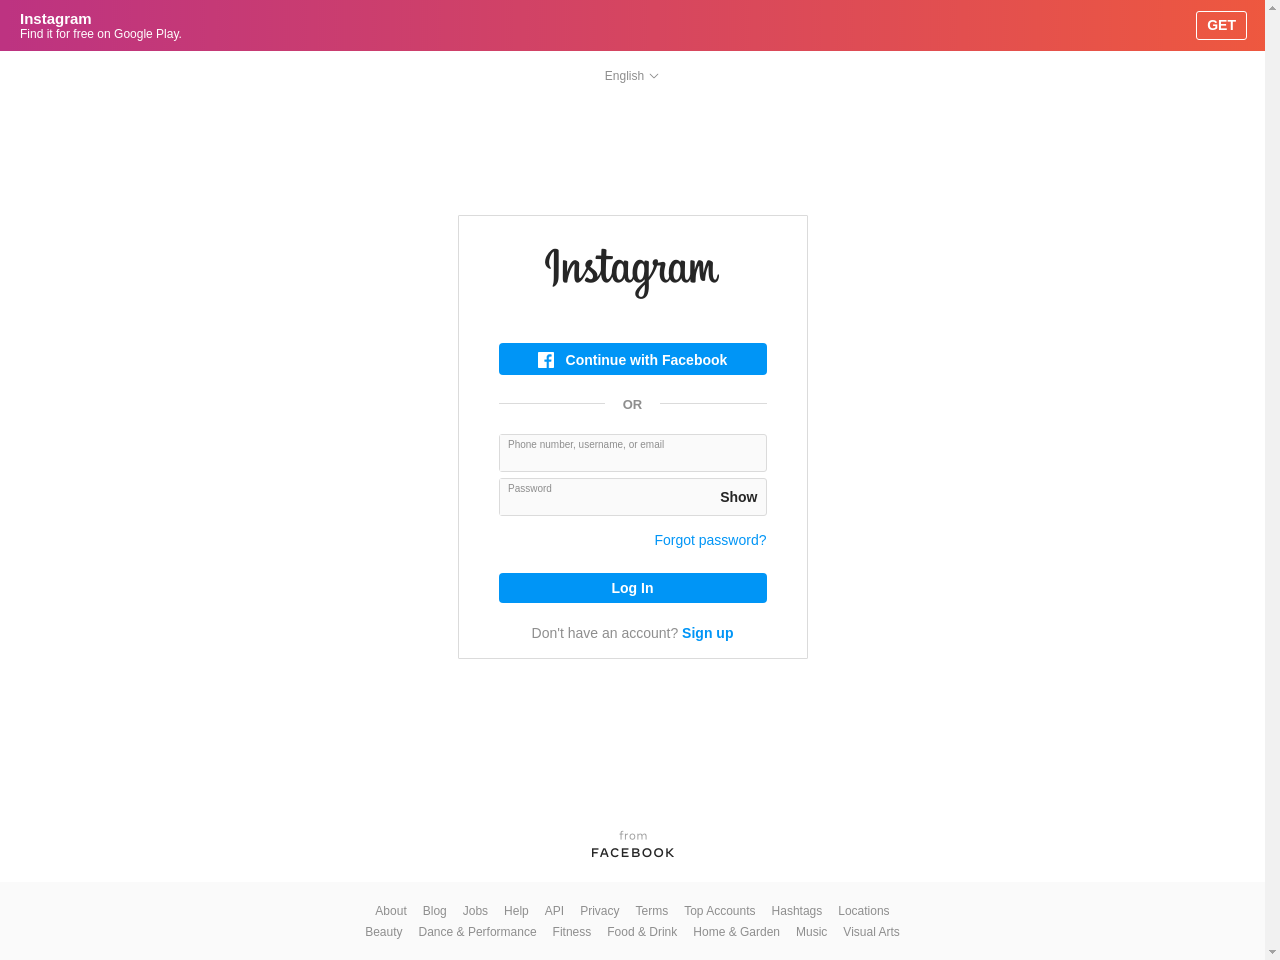 Instagram
Find it for free on Google Play.
GET
English
Instagram
Continue with Facebook
OR
Phone number, username, or email
Password
Show
Forgot password?
Log In
Don't have an account? Sign up
from
FACEBOOK
About Blog Jobs Help API Privacy Terms Top Accounts Hashtags Locations
Beauty Dance & Performance Fitness Food & Drink Home & Garden Music Visual Arts